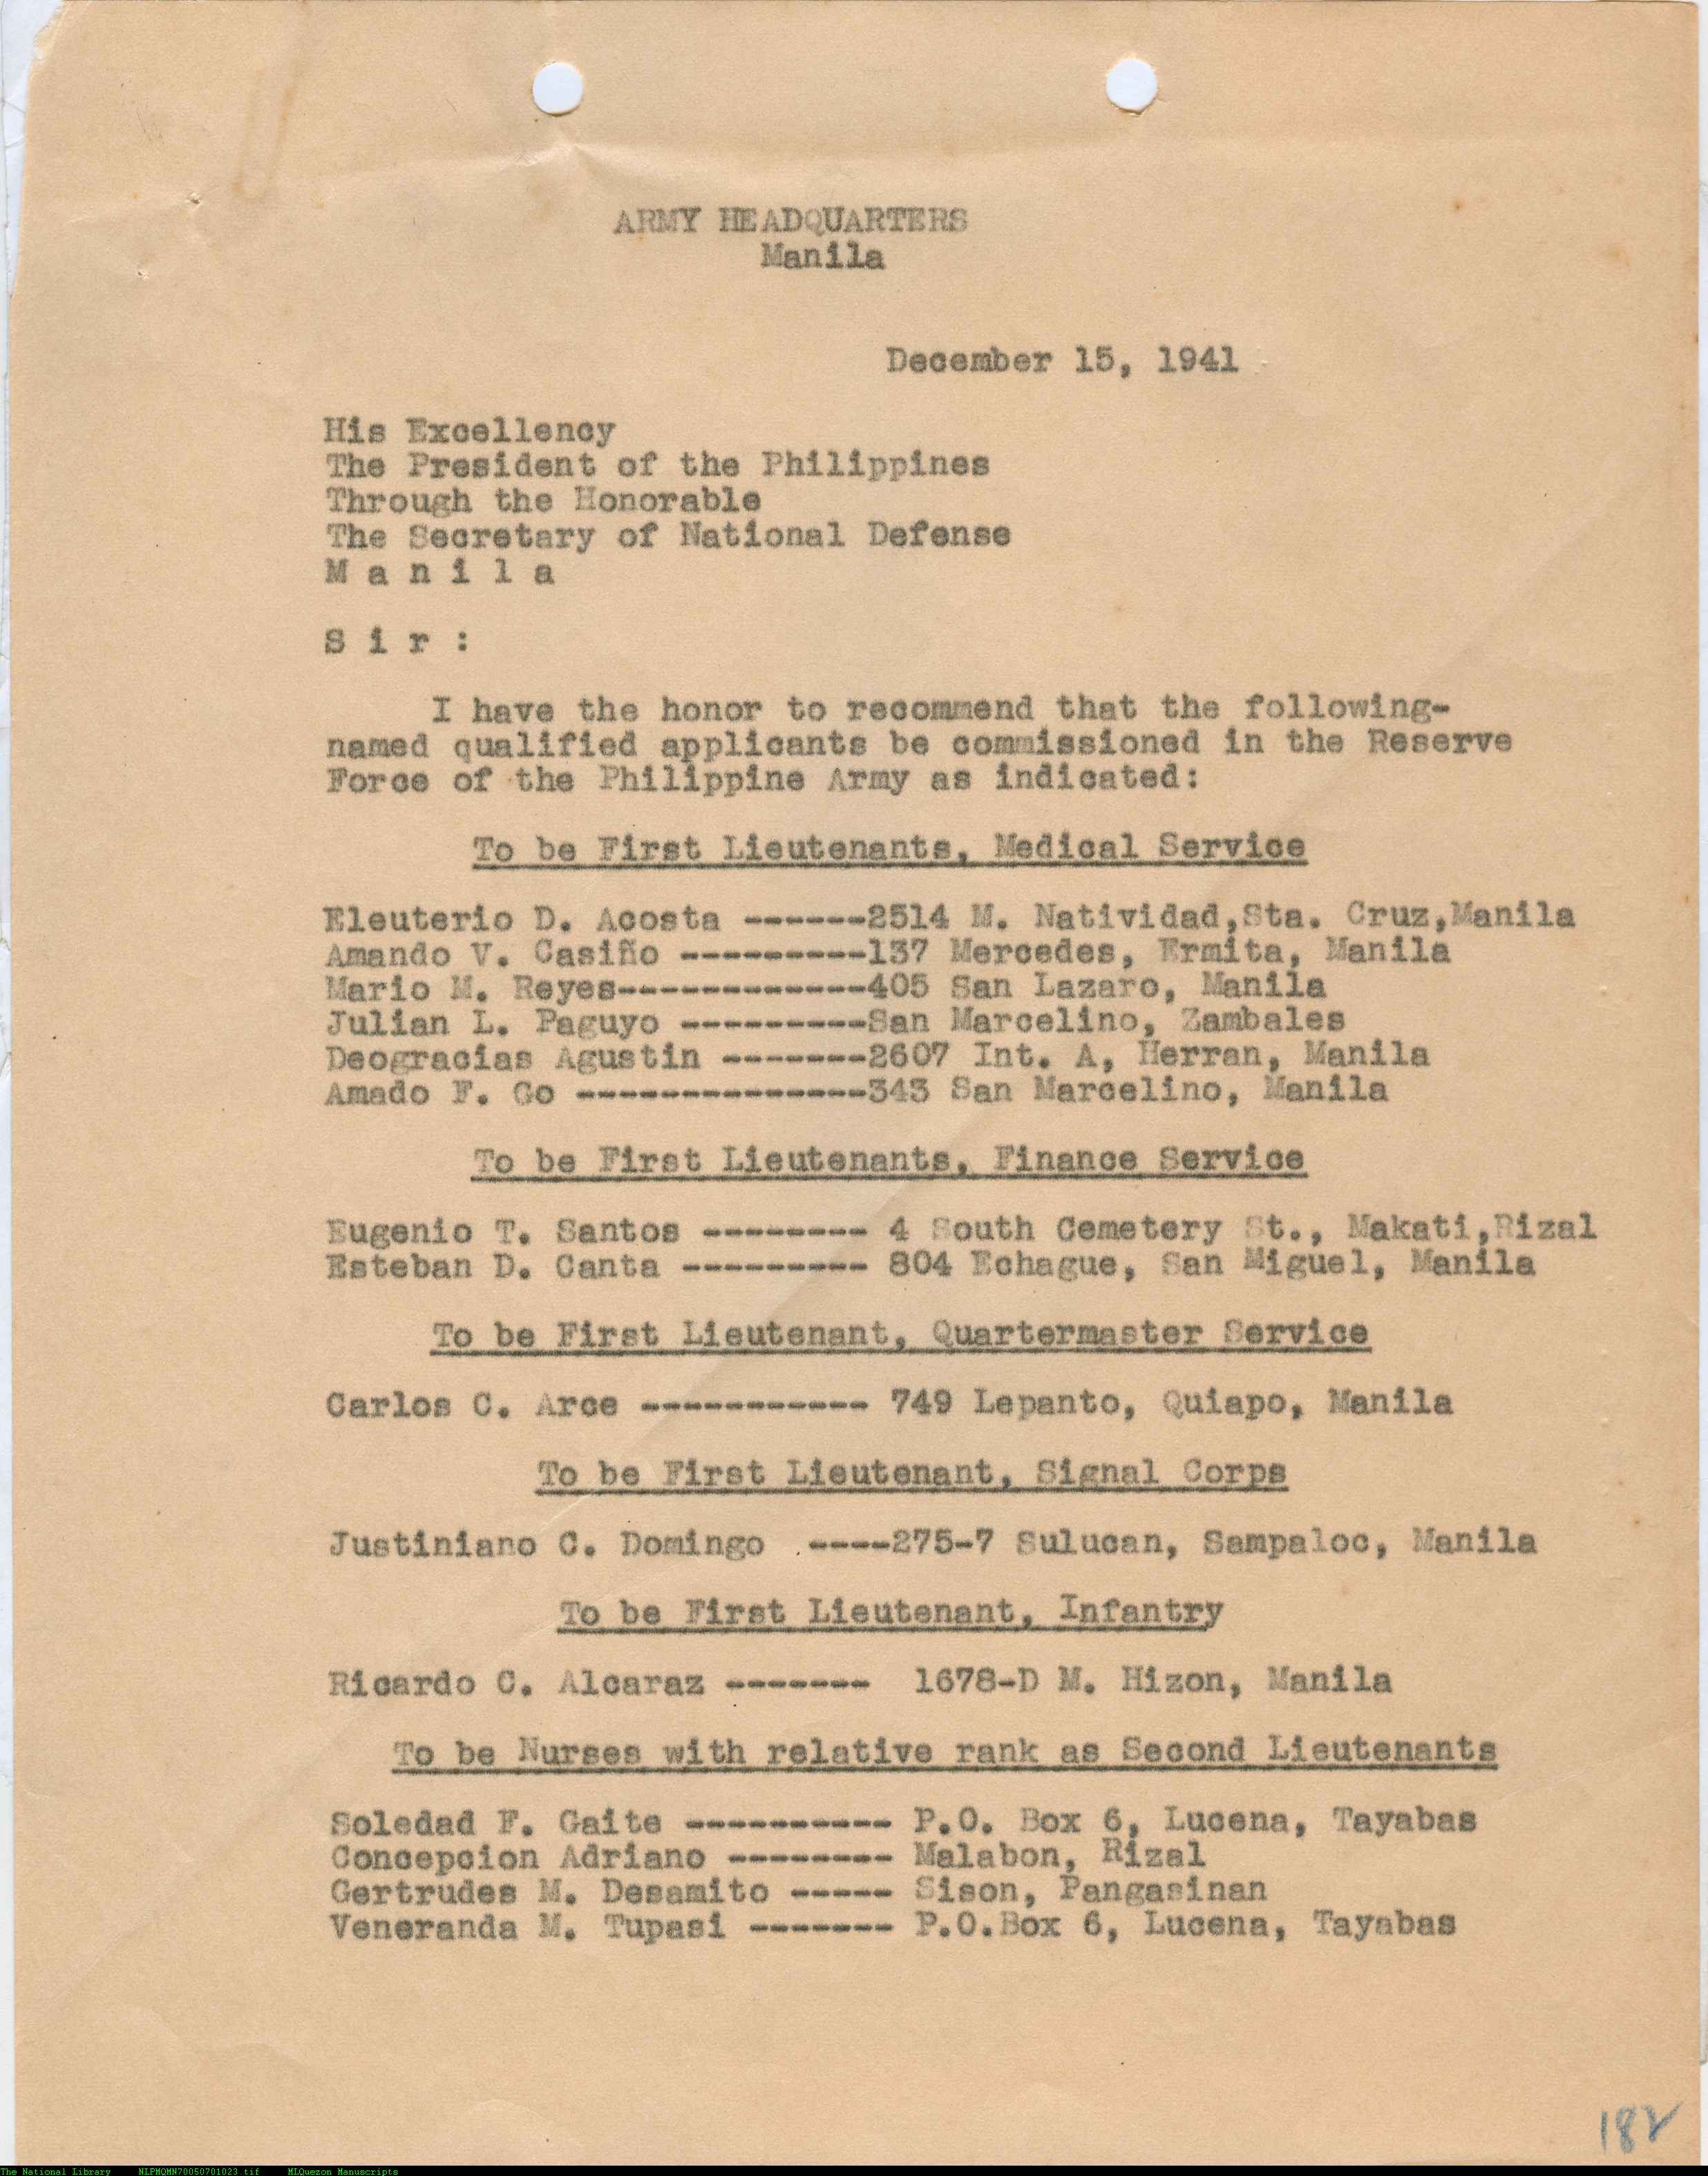 ARMY HEADQUARTERS
Manila
December 15, 1941
His Excellency
The President of the Philippines
Through the Honorable
The Secretary of National Defense
M a n i l a
S i r :
I have the honor to recommend that the following-
named qualified applicants be commissioned in the Reserve
Force of the Philippine Army as indicated:
To be First Lieutenants, Medical Service
Eleuterio D. Acosta ------2514 M. Natividad,Sta. Cruz,Manila
Amando V. Casiño ---------137 Mercedes, Ermita, Manila
Mario M. Reyes------------405 San Lazaro, Manila
Julian L. Paguyo ---------San Marcelino, Zambales
Deogracias Agustin -------2607 Int. A, Herran, Manila
Amado F. Go --------------343 San Marcelino, Manila
To be First Lieutenants, Finance Service
Eugenio T. Santos -------- 4 South Cemetery St., Makati,Rizal
Esteban D. Canta --------- 804 Echague, San Miguel, Manila
To be First Lieutenant, Quartermaster Service
Carlos C. Arce ----------- 749 Lepanto, Quiapo, Manila
To be First Lieutenant, Signal Corps
Justiniano C. Domingo ----275-7 Sulucan, Sampaloc, Manila
To be First Lieutenant, Infantry
Ricardo C. Alcaraz ------- 1678-D M. Hizon, Manila
To be Nurses with relative rank as Second Lieutenants
Soledad F. Gaite ---------- P.O. Box 6, Lucena, Tayabas
Concepcion Adriano -------- Malabon, Rizal
Gertrudes M. Desamito ----- Sison, Pangasinan
Veneranda M. Tupasi ------- P.O.Box 6, Lucena, Tayabas
182
The National Library NLPMQMN70050701023.tif MLQuezon Manuscripts